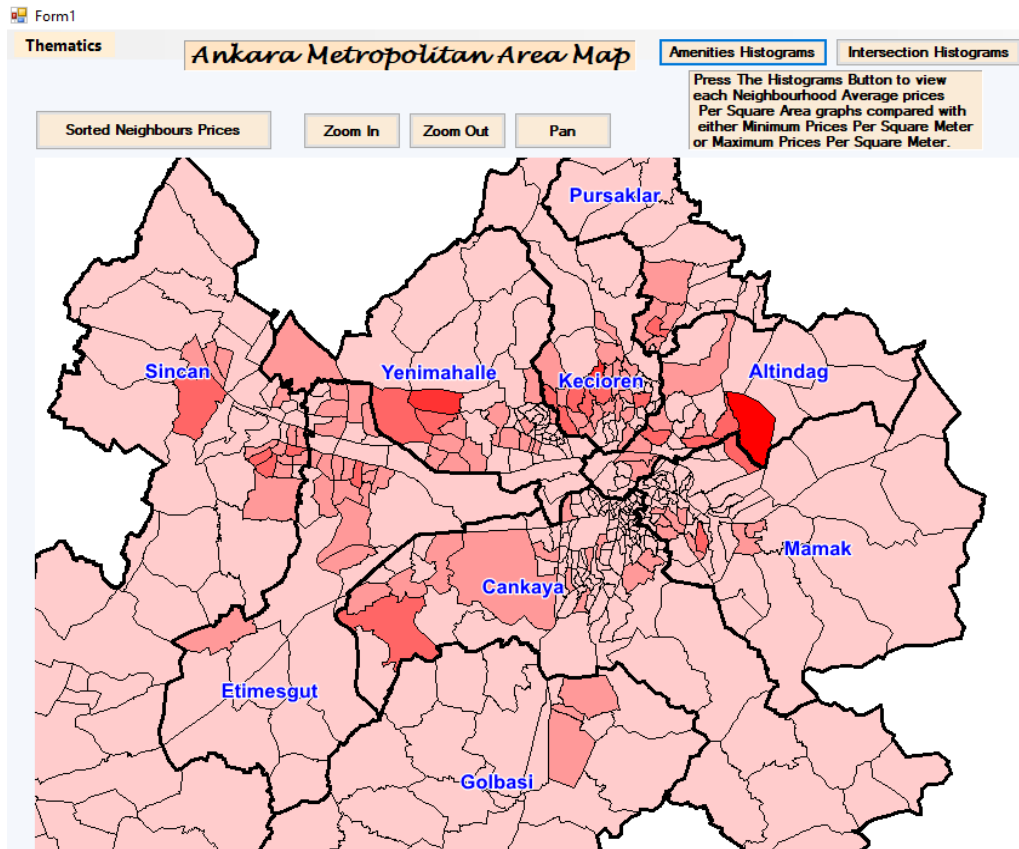 Form1
Thematics
Ankara Metropolitan Area Map
Amenities Histograms
Intersection Histograms
Press The Histograms Button to view
each Neighbourhood Average prices
Per Square Area graphs compared with
either Minimum Prices Per Square Meter
or Maximum Prices Per Square Meter.
Sorted Neighbours Prices
Zoom In
Zoom Out
Pan
Pursaklar
Sincan
Yenimahalle
Kecioren
Altindag
Mamak
Cankaya
Etimesgut
Golbasi